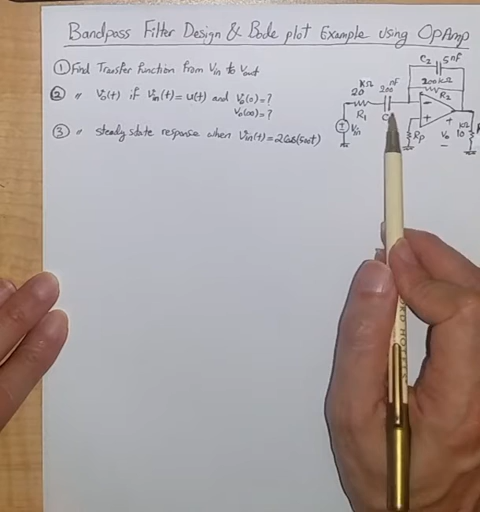 Bandpass Filter Design & Bode plot Example using OpAmp
① Find Transfer function from Vin to Vout
② 〃 Vo(t) if Vin(t)=u(t) and Vo(0)=?
Vo(∞)=?
③ 〃 steady state response when Vin(t)=2Cos(500t)
C2 5nF
200kΩ
R2
20 KΩ
200 nF
R1
C
Vin
Rp
+
Vo
-
KΩ
10